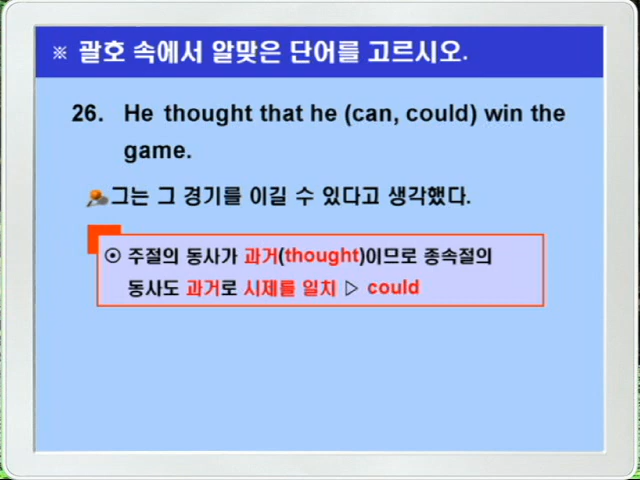 ※ 괄호 속에서 알맞은 단어를 고르시오.
26. He thought that he (can, could) win the
game.
그는 그 경기를 이길 수 있다고 생각했다.
⊙ 주절의 동사가 과거(thought)이므로 종속절의
동사도 과거로 시제를 일치 ▷ could